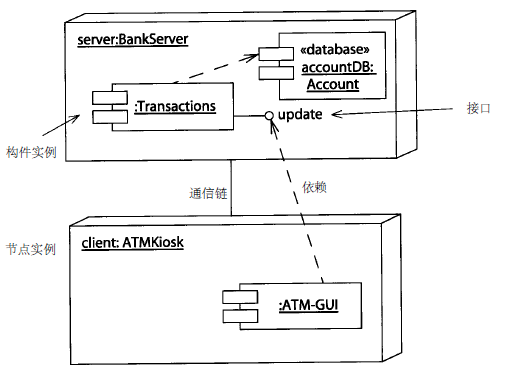 server:BankServer
«database»
accountDB:
Account
:Transactions
update
接口
构件实例
通信链
依赖
节点实例
client: ATMKiosk
:ATM-GUI